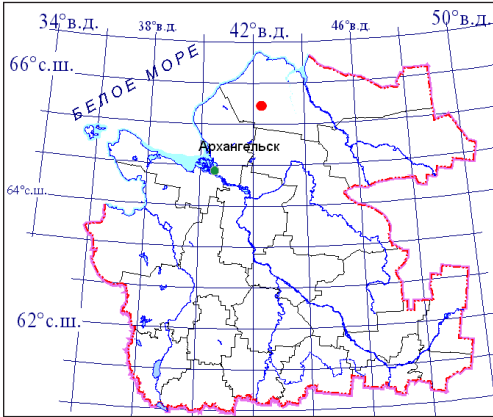 34°в.д.
38°в.д.
42°в.д.
46°в.д.
50°в.д.
66°с.ш.
БЕЛОЕ МОРЕ
Архангельск
64°с.ш.
62°с.ш.